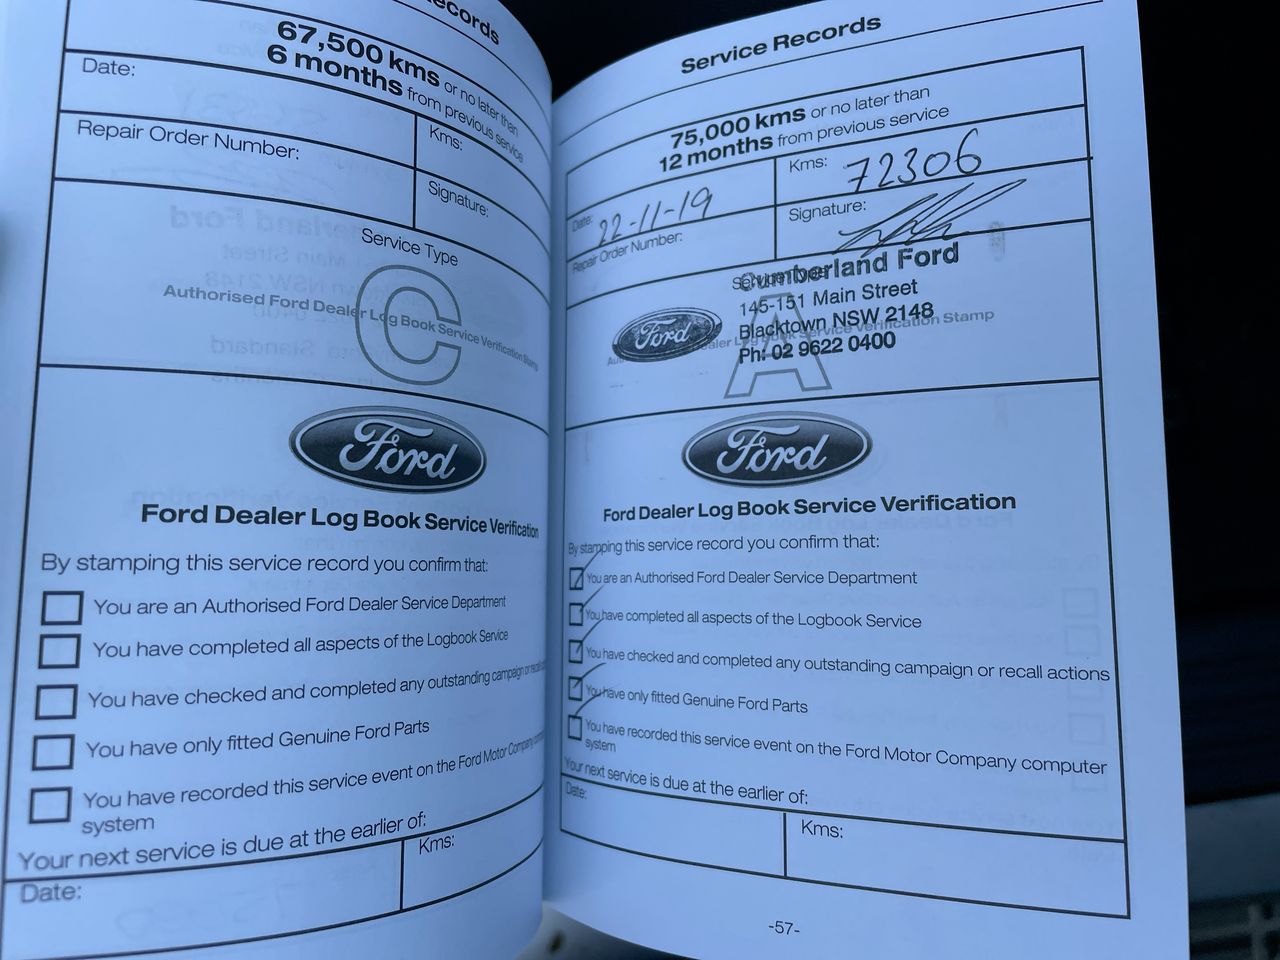 ecords
67,500 kms or no later than
6 months from previous service
Date:
Kms:
Repair Order Number:
Signature:
Service Type
C
Authorised Ford Dealer Log Book Service Verification Stamp
Ford
Ford Dealer Log Book Service Verification
By stamping this service record you confirm that:
You are an Authorised Ford Dealer Service Department
You have completed all aspects of the Logbook Service
You have checked and completed any outstanding campaign or recall
You have only fitted Genuine Ford Parts
You have recorded this service event on the Ford Motor Company
system
Your next service is due at the earlier of:
Date:
Kms:
Service Records
75,000 kms or no later than
12 months from previous service
Date: 22-11-19
Kms: 72306
Repair Order Number:
Signature:
Cumberland Ford
145-151 Main Street
Blacktown NSW 2148
Ph: 02 9622 0400
Ford
A
Dealer Log Book Service Verification Stamp
Ford
Ford Dealer Log Book Service Verification
By stamping this service record you confirm that:
You are an Authorised Ford Dealer Service Department
You have completed all aspects of the Logbook Service
You have checked and completed any outstanding campaign or recall actions
You have only fitted Genuine Ford Parts
You have recorded this service event on the Ford Motor Company computer
system
Your next service is due at the earlier of:
Date:
Kms:
-57-